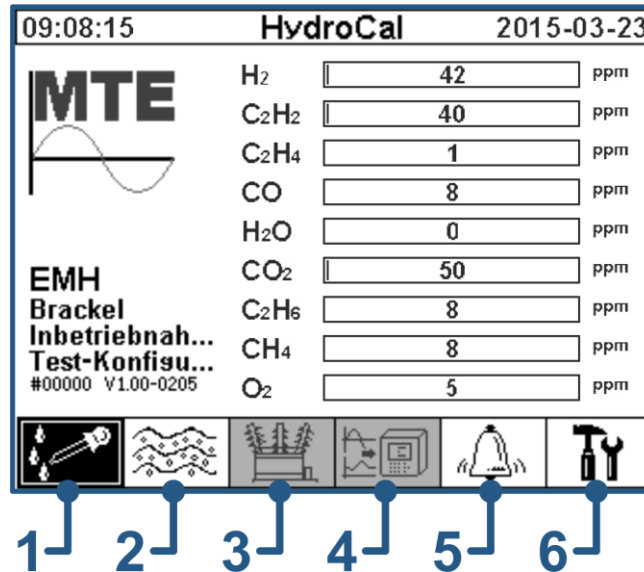 09:08:15 HydroCal 2015-03-23
MTE
H2 42 ppm
C2H2 40 ppm
C2H4 1 ppm
CO 8 ppm
H2O 0 ppm
CO2 50 ppm
C2H6 8 ppm
CH4 8 ppm
O2 5 ppm
EMH
Brackel
Inbetriebnah...
Test-Konfigu...
#00000 V1.00-0205
1 2 3 4 5 6